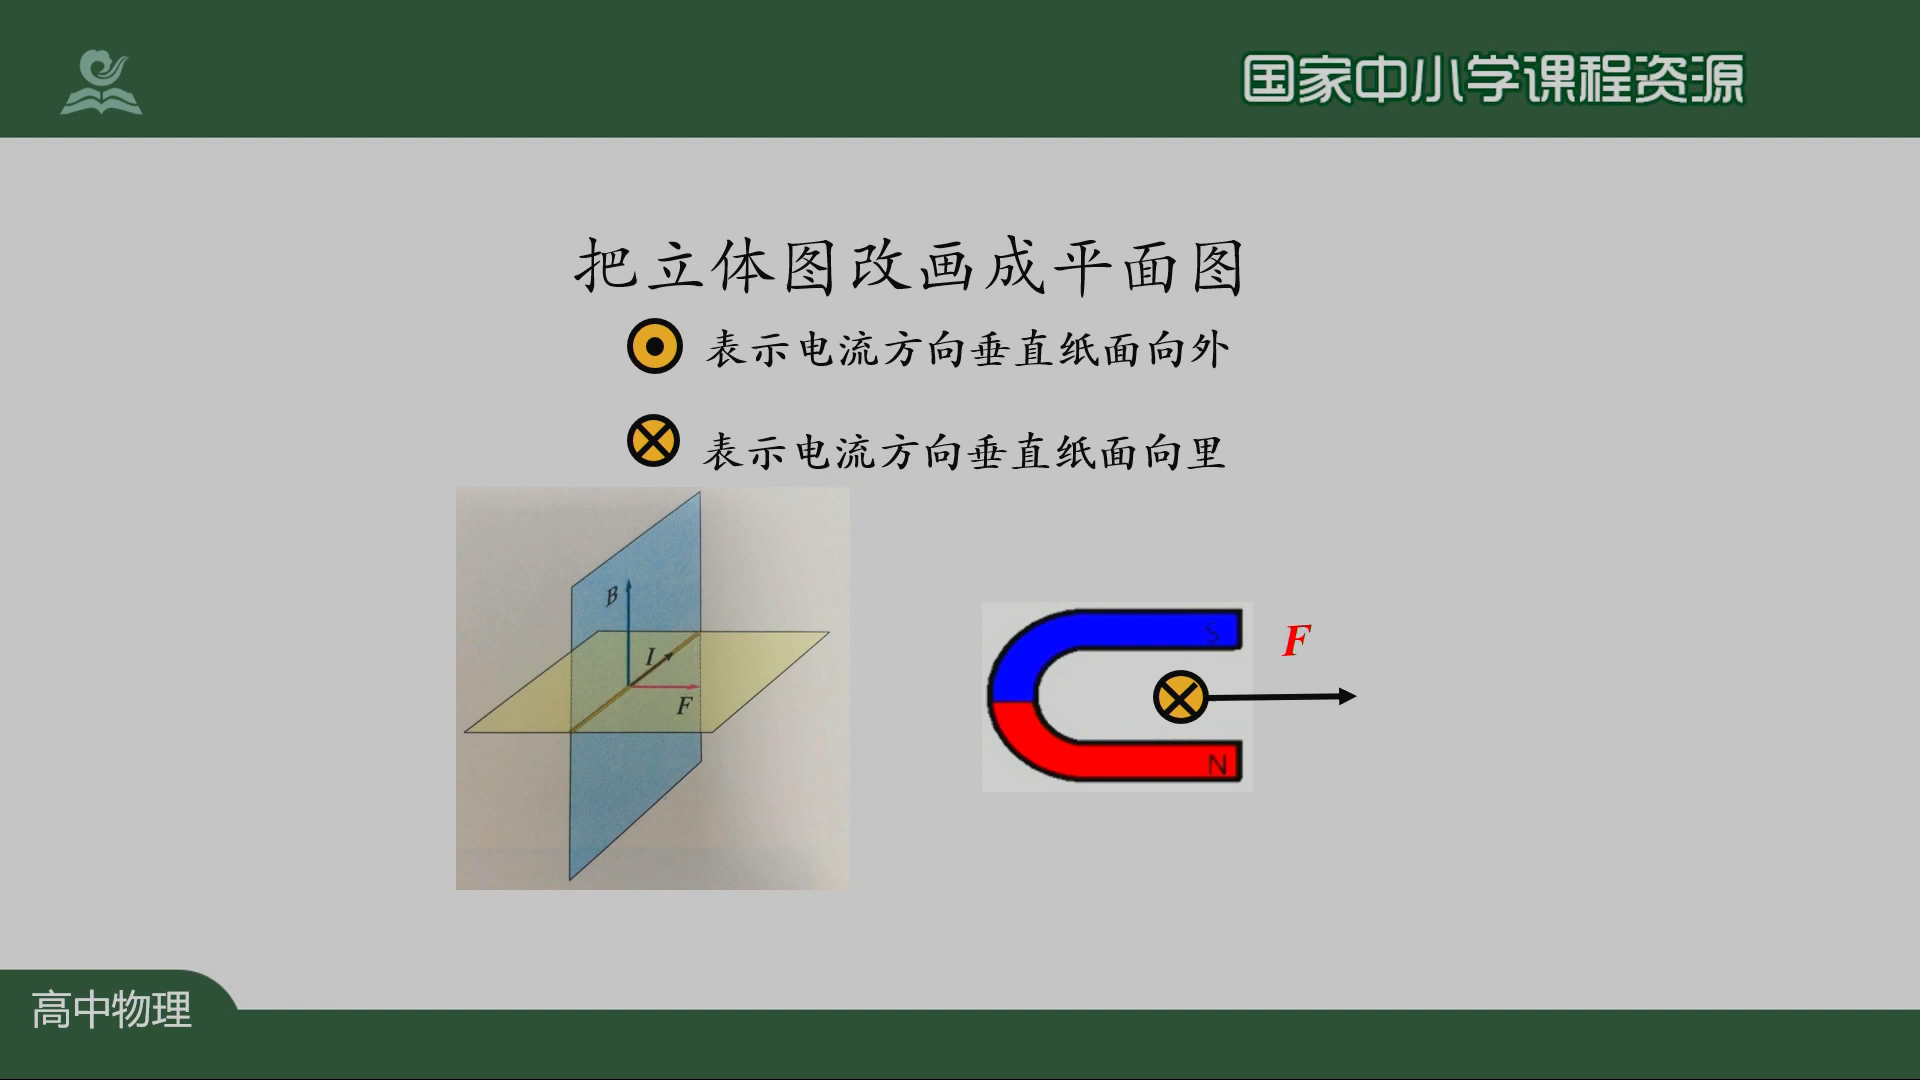 国家中小学课程资源
把立体图改画成平面图
表示电流方向垂直纸面向外
表示电流方向垂直纸面向里
B
I
F
S
F
N
高中物理